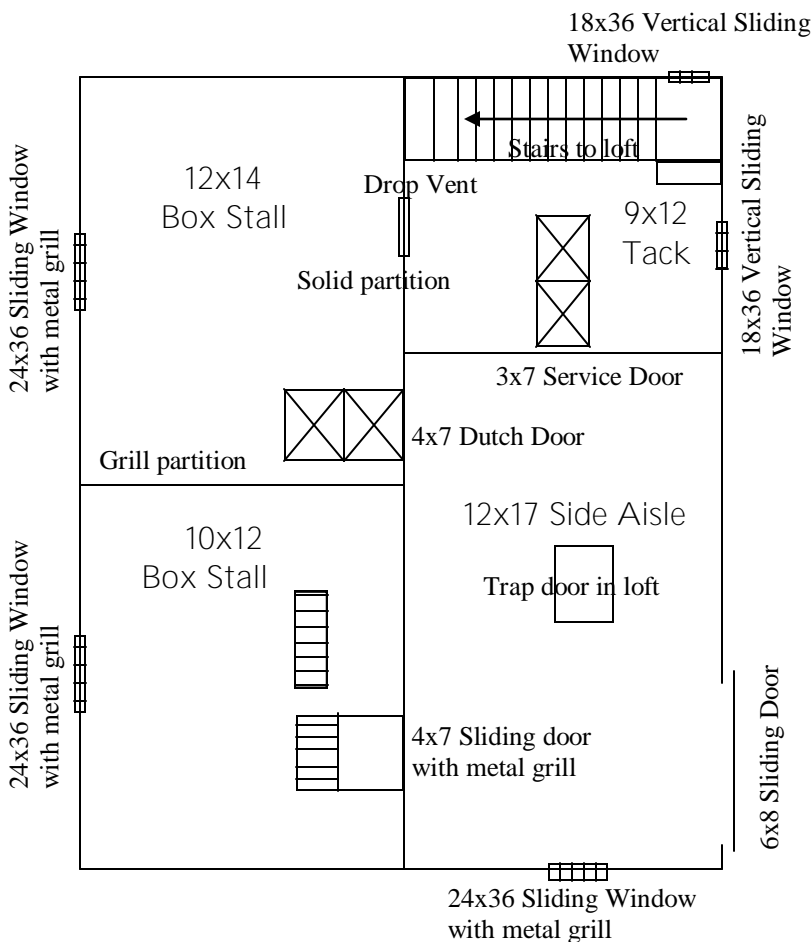 18x36 Vertical Sliding
Window
Stairs to loft
12x14
Box Stall
Drop Vent
9x12
Tack
24x36 Sliding Window
with metal grill
18x36 Vertical Sliding
Window
Solid partition
3x7 Service Door
4x7 Dutch Door
Grill partition
12x17 Side Aisle
10x12
Box Stall
Trap door in loft
24x36 Sliding Window
with metal grill
4x7 Sliding door
with metal grill
6x8 Sliding Door
24x36 Sliding Window
with metal grill